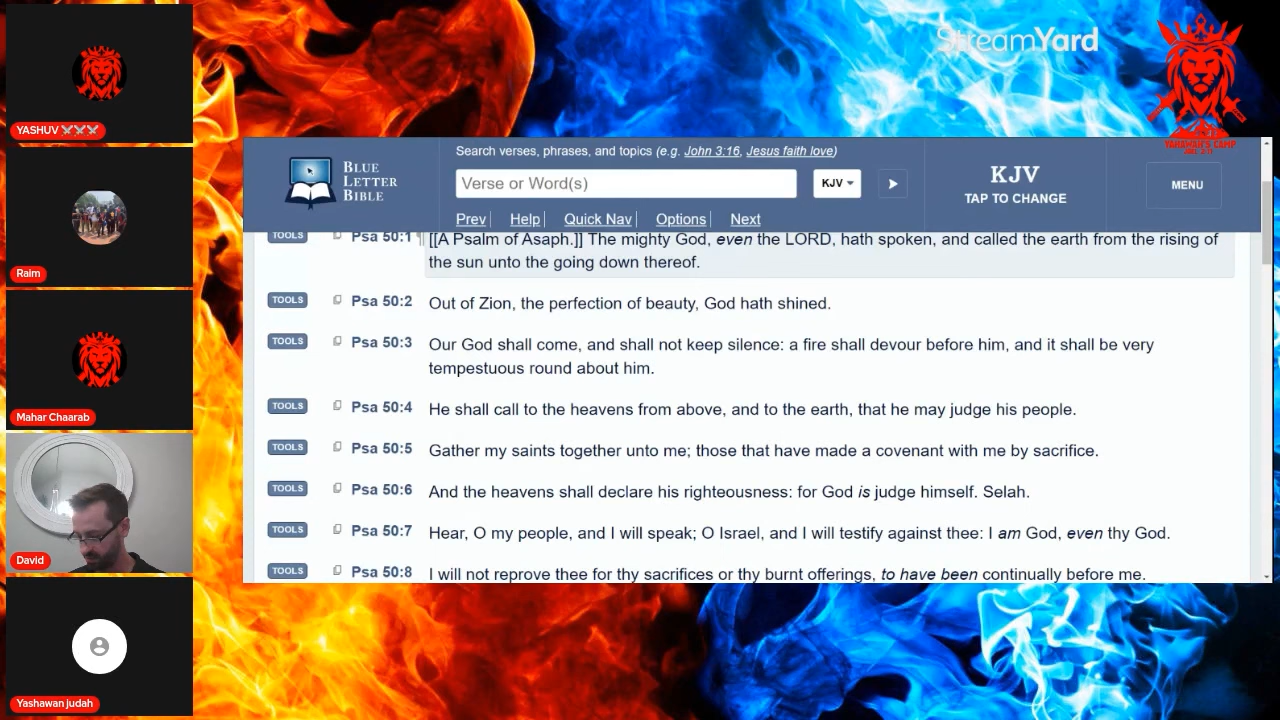 StreamYard
YAHAWAH'S CAMP
YASHUV ⚔⚔⚔
Raim
Mahar Chaarab
David
Yashawan judah
BLUE
LETTER
BIBLE
Search verses, phrases, and topics (e.g. John 3:16, Jesus faith love)
Verse or Word(s)
KJV
Prev | Help | Quick Nav | Options | Next
KJV
TAP TO CHANGE
MENU
TOOLS Psa 50:1 ¶ [[A Psalm of Asaph.]] The mighty God, even the LORD, hath spoken, and called the earth from the rising of
the sun unto the going down thereof.
TOOLS Psa 50:2 Out of Zion, the perfection of beauty, God hath shined.
TOOLS Psa 50:3 Our God shall come, and shall not keep silence: a fire shall devour before him, and it shall be very
tempestuous round about him.
TOOLS Psa 50:4 He shall call to the heavens from above, and to the earth, that he may judge his people.
TOOLS Psa 50:5 Gather my saints together unto me; those that have made a covenant with me by sacrifice.
TOOLS Psa 50:6 And the heavens shall declare his righteousness: for God is judge himself. Selah.
TOOLS Psa 50:7 Hear, O my people, and I will speak; O Israel, and I will testify against thee: I am God, even thy God.
TOOLS Psa 50:8 I will not reprove thee for thy sacrifices or thy burnt offerings, to have been continually before me.